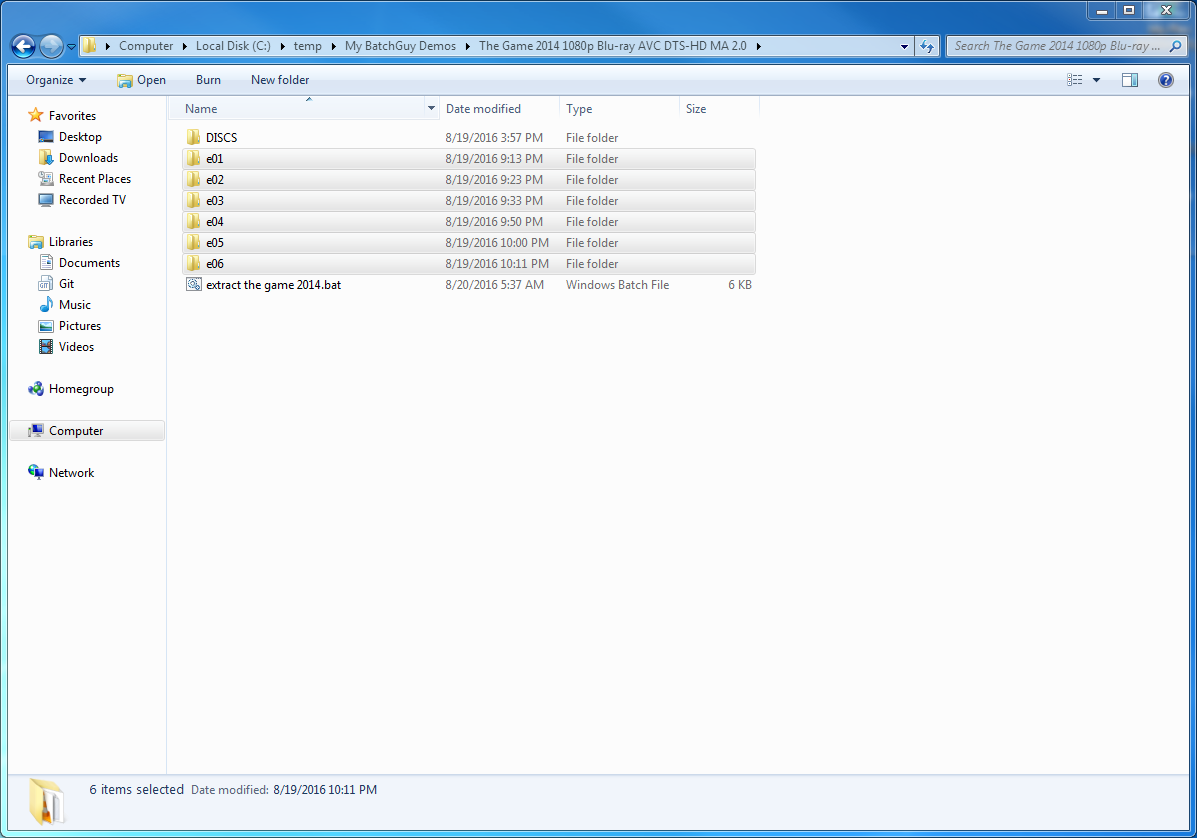 Computer Local Disk (C:) temp My BatchGuy Demos The Game 2014 1080p Blu-ray AVC DTS-HD MA 2.0 Search The Game 2014 1080p Blu-ray ...
Organize Open Burn New folder
Name Date modified Type Size
Favorites
Desktop
Downloads
Recent Places
Recorded TV
Libraries
Documents
Git
Music
Pictures
Videos
Homegroup
Computer
Network
DISCS 8/19/2016 3:57 PM File folder
e01 8/19/2016 9:13 PM File folder
e02 8/19/2016 9:23 PM File folder
e03 8/19/2016 9:33 PM File folder
e04 8/19/2016 9:50 PM File folder
e05 8/19/2016 10:00 PM File folder
e06 8/19/2016 10:11 PM File folder
extract the game 2014.bat 8/20/2016 5:37 AM Windows Batch File 6 KB
6 items selected Date modified: 8/19/2016 10:11 PM